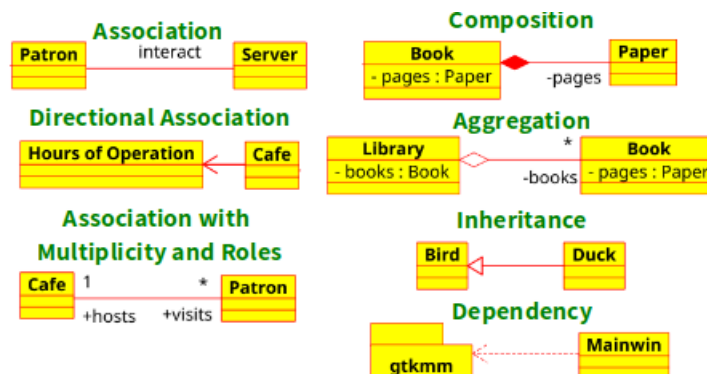 Association
Patron
interact
Server
Directional Association
Hours of Operation
Cafe
Association with
Multiplicity and Roles
Cafe
1
*
Patron
+hosts
+visits
Composition
Book
- pages : Paper
-pages
Paper
Aggregation
Library
- books : Book
*
-books
Book
- pages : Paper
Inheritance
Bird
Duck
Dependency
gtkmm
Mainwin